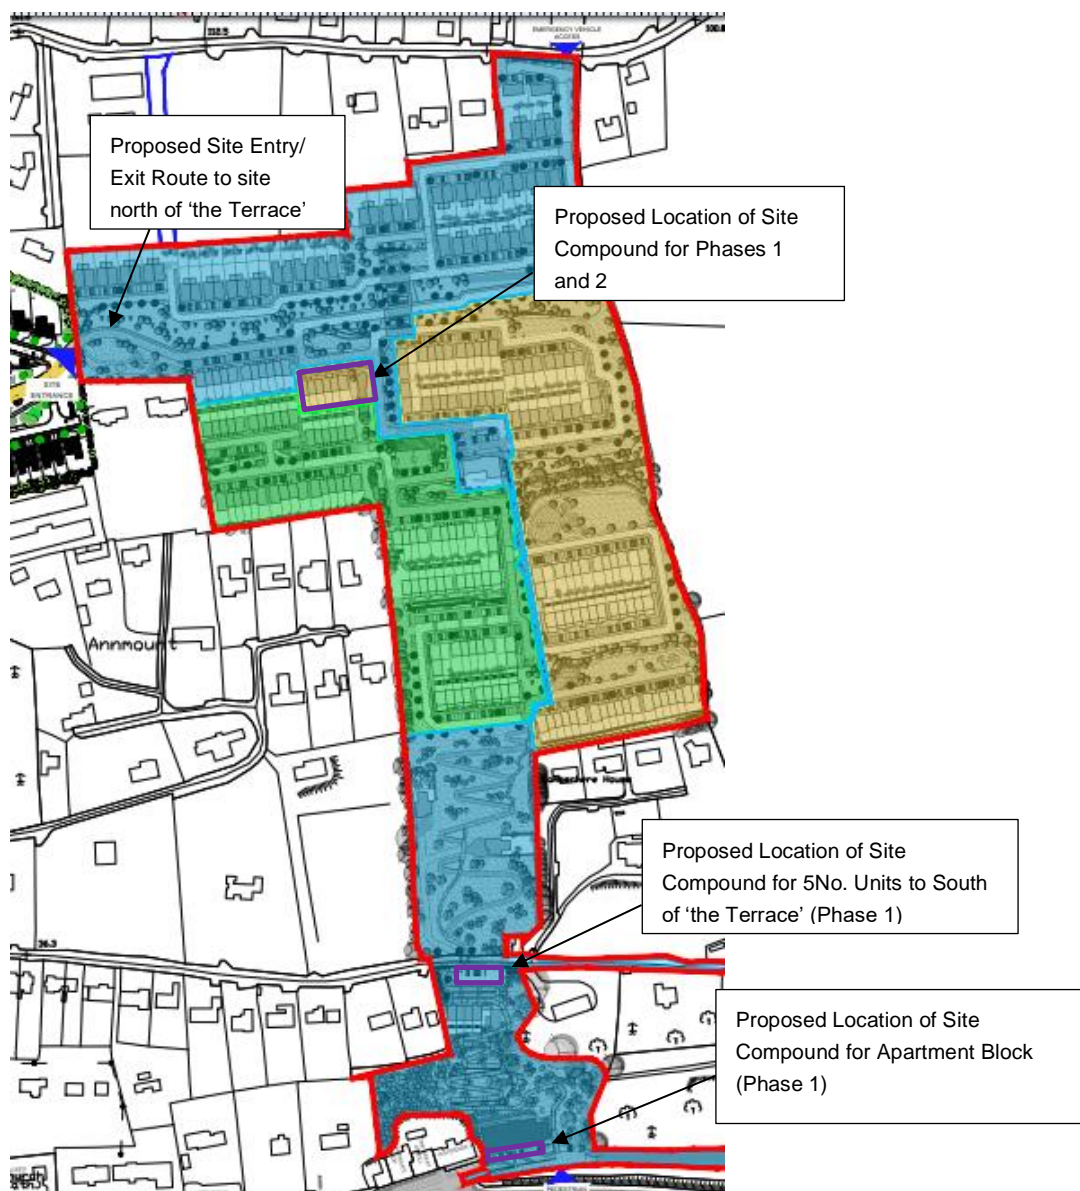 EMERGENCY VEHICLE
ACCESS
Proposed Site Entry/
Exit Route to site
north of ‘the Terrace’
Proposed Location of Site
Compound for Phases 1
and 2
SITE
ENTRANCE
Annmount
Proposed Location of Site
Compound for 5No. Units to South
of ‘the Terrace’ (Phase 1)
Proposed Location of Site
Compound for Apartment Block
(Phase 1)
PEDESTRIAN